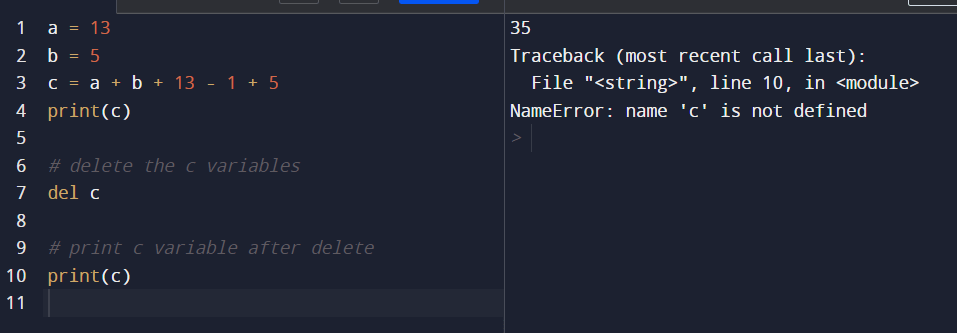 1 a = 13
2 b = 5
3 c = a + b + 13 - 1 + 5
4 print(c)
5
6 # delete the c variables
7 del c
8
9 # print c variable after delete
10 print(c)
11
35
Traceback (most recent call last):
  File "<string>", line 10, in <module>
NameError: name 'c' is not defined
>